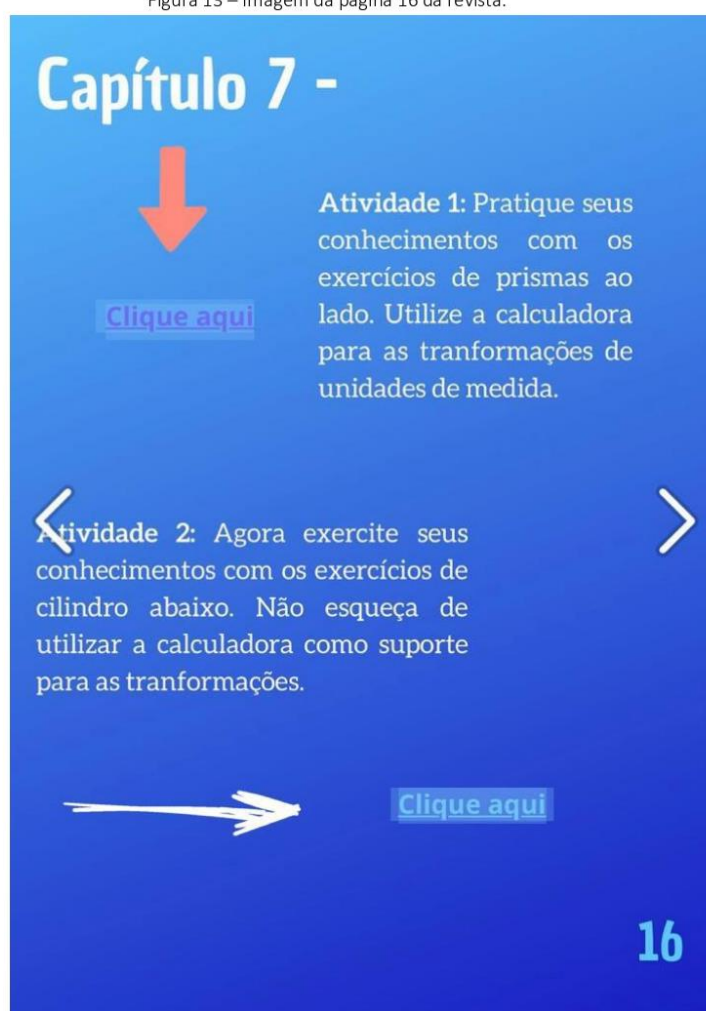 Figura 13 – Imagem da página 16 da revista.
Capítulo 7 -
Atividade 1: Pratique seus
conhecimentos com os
exercícios de prismas ao
lado. Utilize a calculadora
para as tranformações de
unidades de medida.
Clique aqui
Atividade 2: Agora exercite seus
conhecimentos com os exercícios de
cilindro abaixo. Não esqueça de
utilizar a calculadora como suporte
para as tranformações.
Clique aqui
16